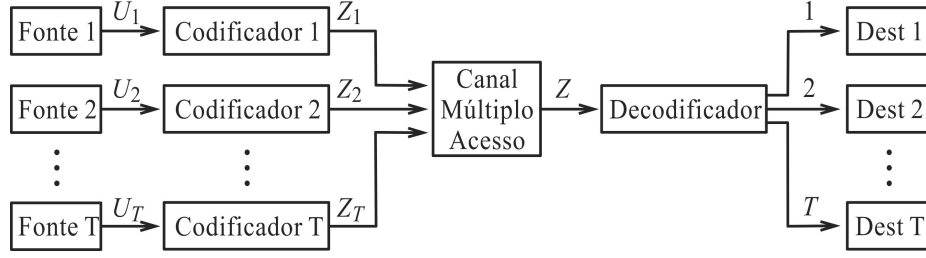 Fonte 1 U1 Codificador 1 Z1 1 Dest 1
Fonte 2 U2 Codificador 2 Z2 Canal Múltiplo Acesso Z Decodificador 2 Dest 2
Fonte T UT Codificador T ZT T Dest T